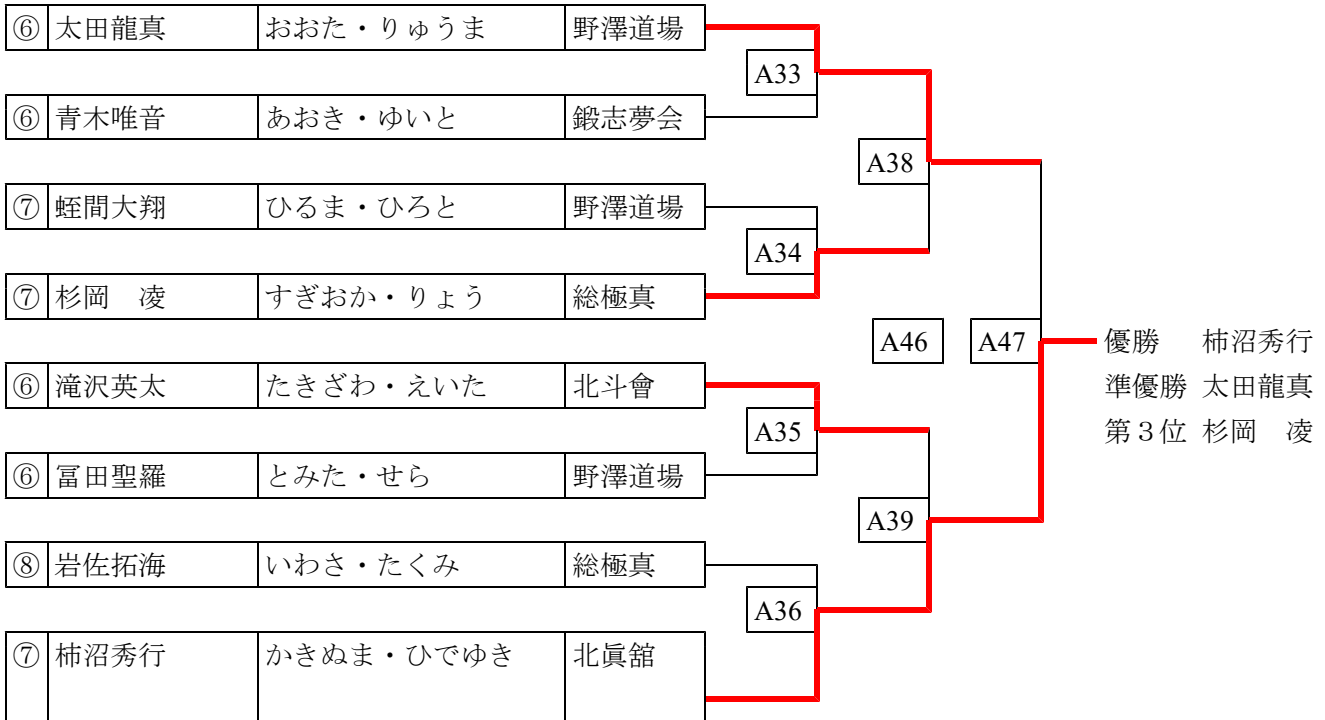 ⑥ 太田龍真 おおた・りゅうま 野澤道場
A33
⑥ 青木唯音 あおき・ゆいと 鍛志夢会
A38
⑦ 蛭間大翔 ひるま・ひろと 野澤道場
A34
⑦ 杉岡　凌 すぎおか・りょう 総極真
A46 A47 優勝　柿沼秀行
⑥ 滝沢英太 たきざわ・えいた 北斗會
準優勝 太田龍真
A35
第３位 杉岡　凌
⑥ 冨田聖羅 とみた・せら 野澤道場
A39
⑧ 岩佐拓海 いわさ・たくみ 総極真
A36
⑦ 柿沼秀行 かきぬま・ひでゆき 北眞舘